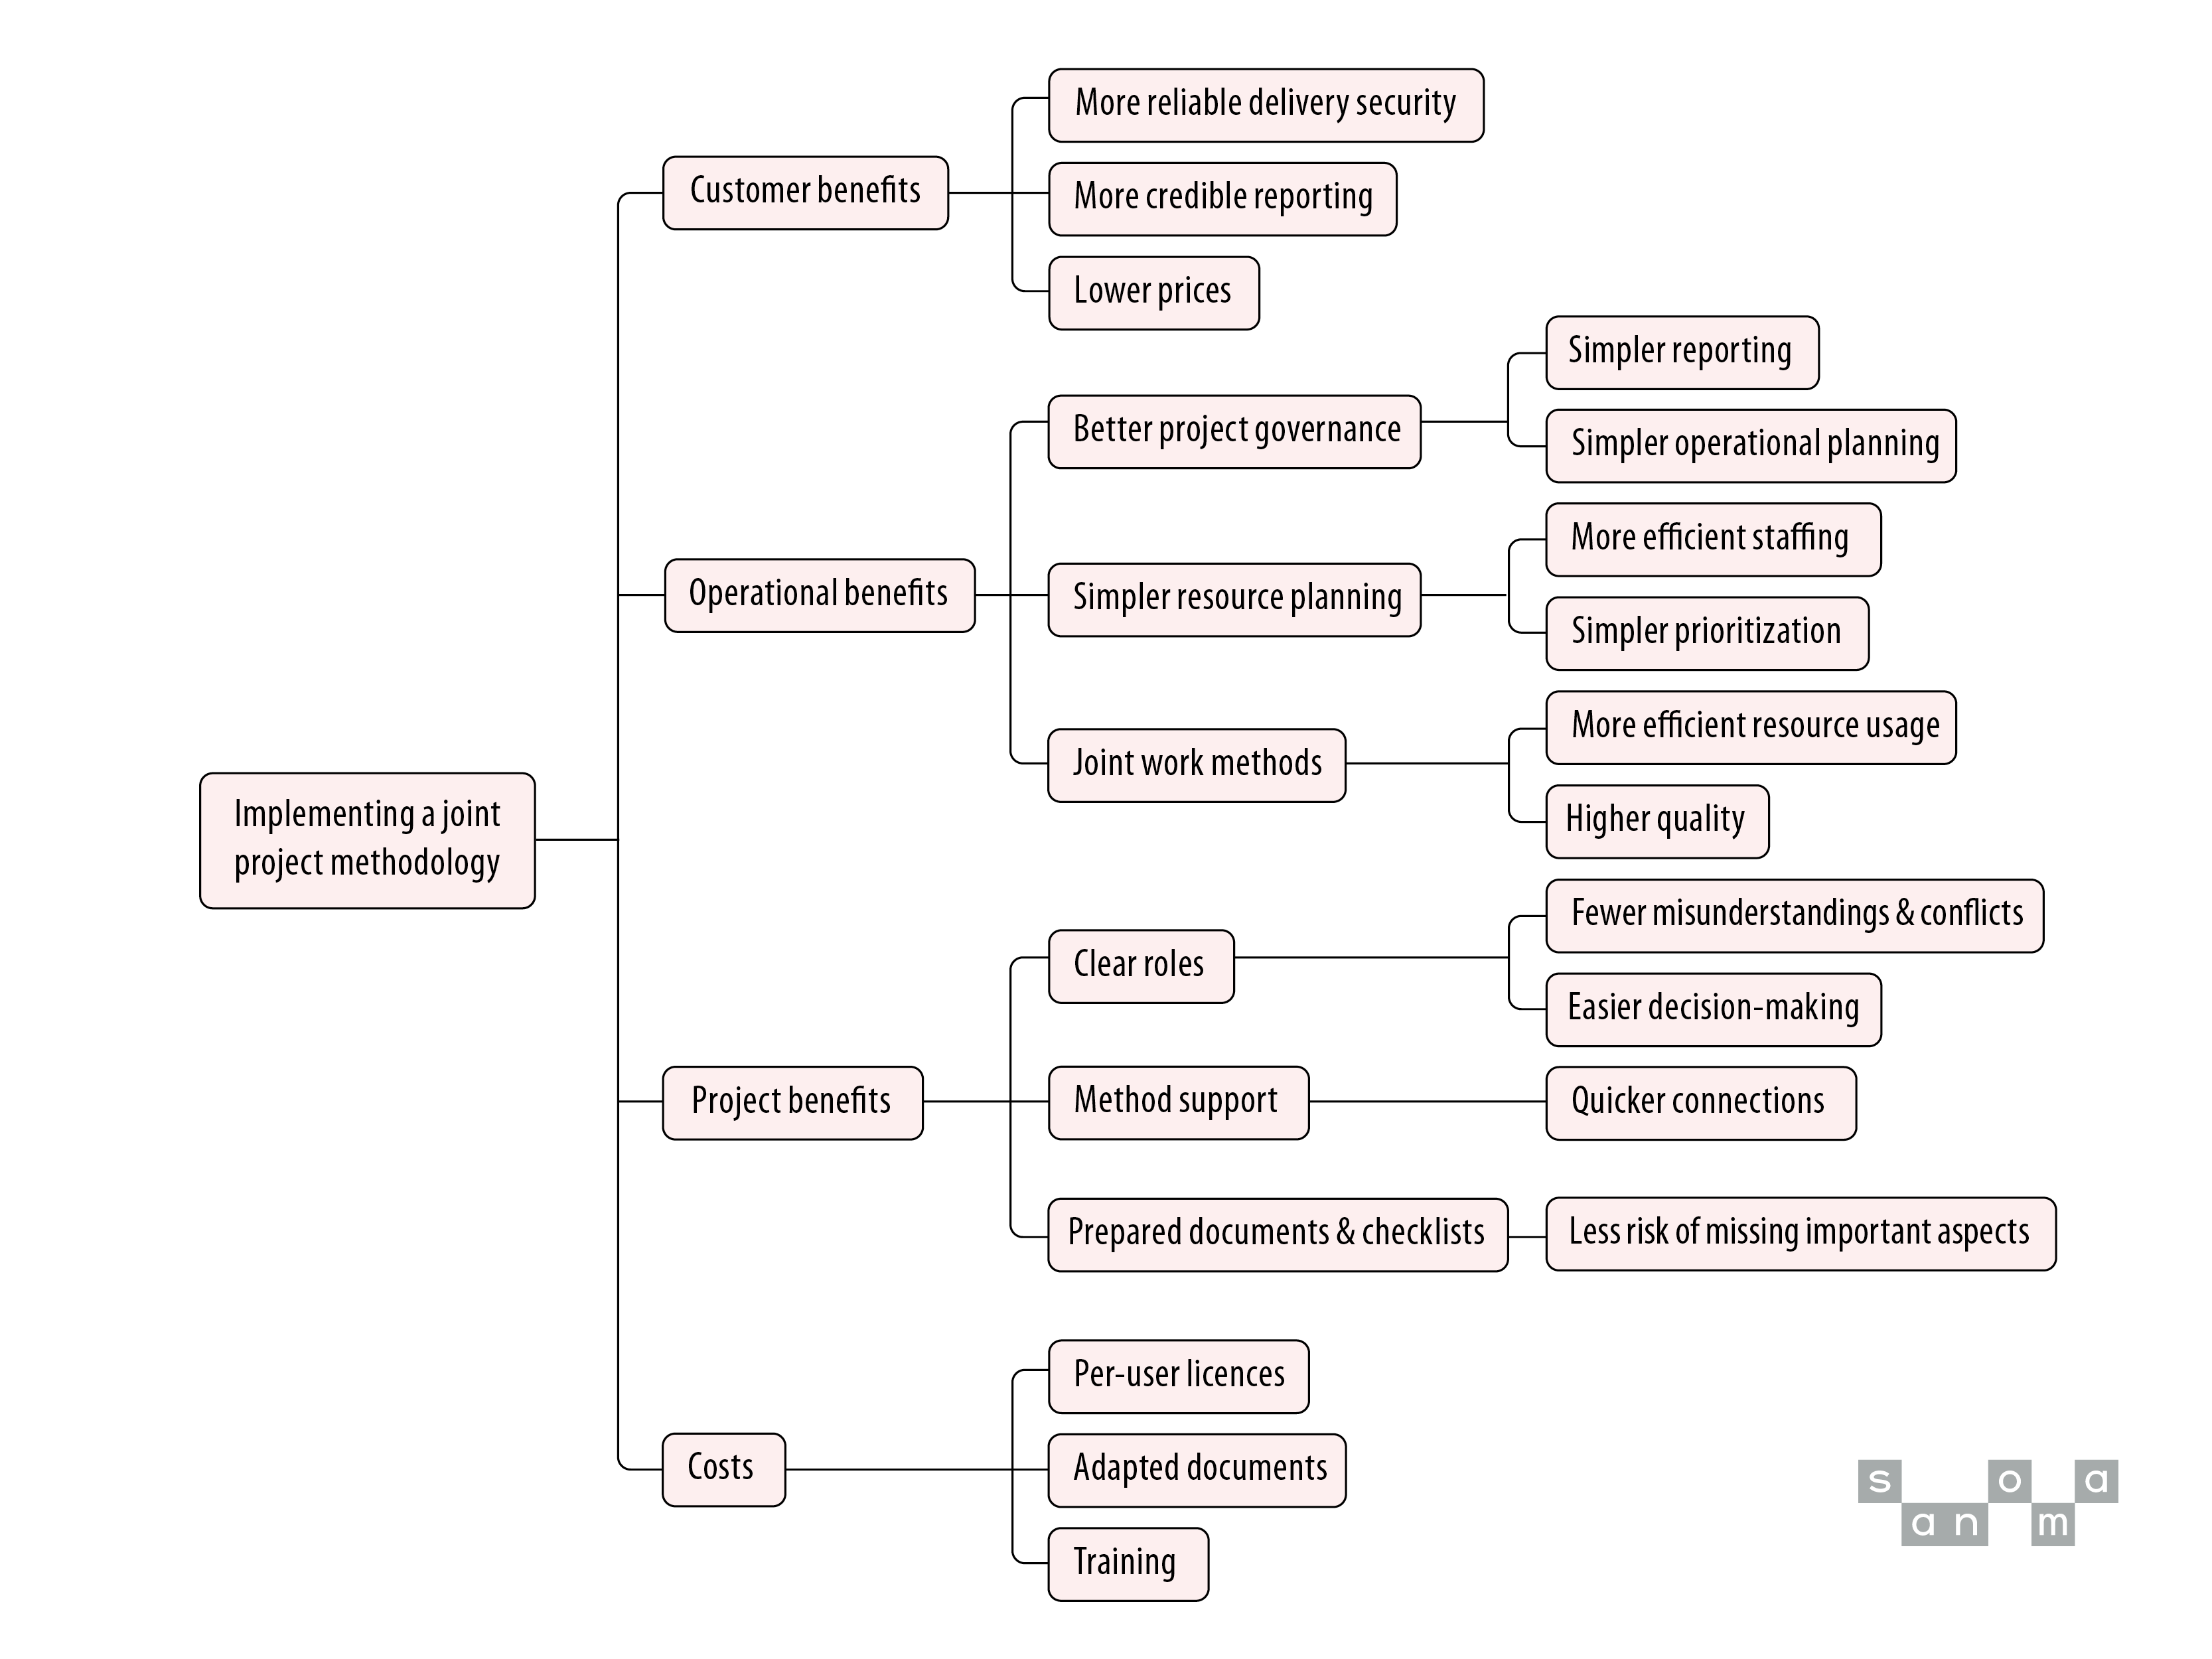 Implementing a joint
project methodology
Customer benefits
More reliable delivery security
More credible reporting
Lower prices
Operational benefits
Better project governance
Simpler reporting
Simpler operational planning
Simpler resource planning
More efficient staffing
Simpler prioritization
Joint work methods
More efficient resource usage
Higher quality
Project benefits
Clear roles
Fewer misunderstandings & conflicts
Easier decision-making
Method support
Quicker connections
Prepared documents & checklists
Less risk of missing important aspects
Costs
Per-user licences
Adapted documents
Training
sanoma